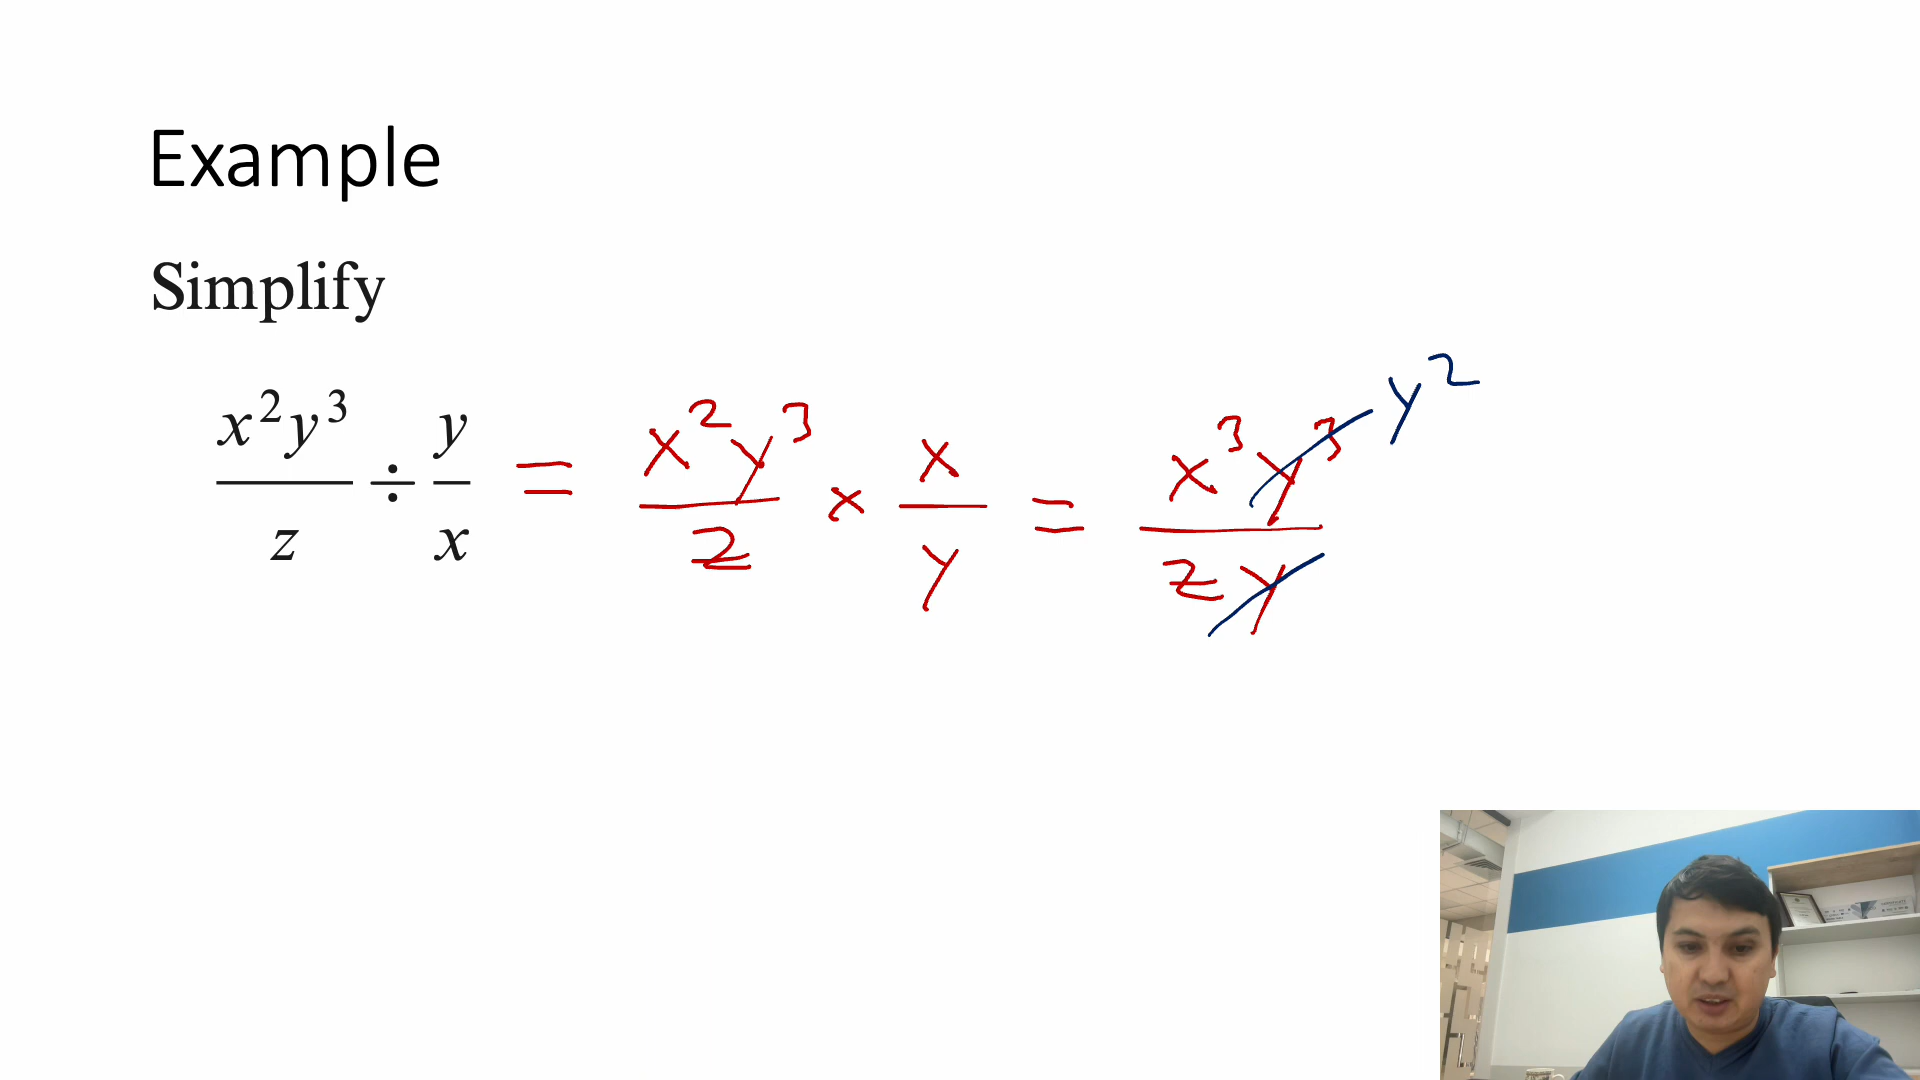 Example
Simplify
x²y³/z ÷ y/x = x²y³/z × x/y = x³y³/zy y²